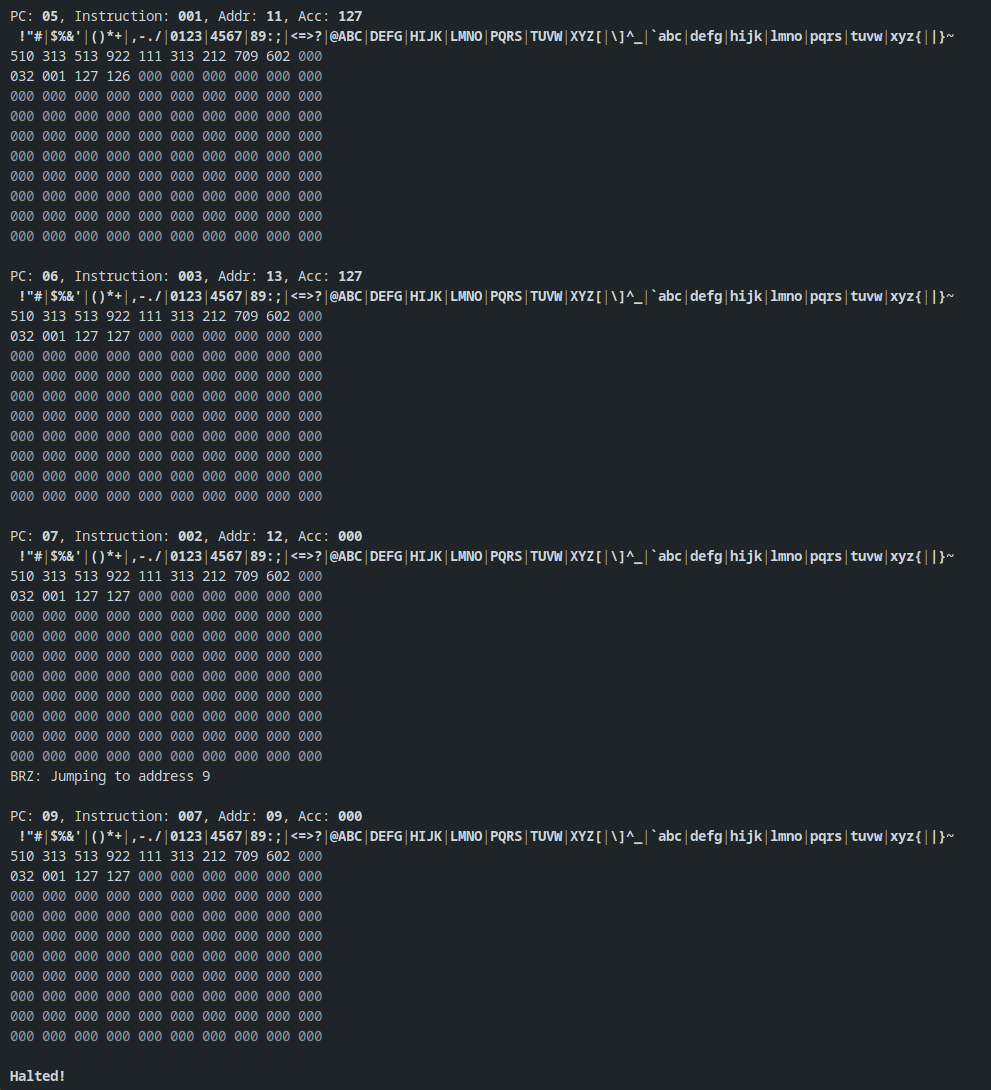 PC: 05, Instruction: 001, Addr: 11, Acc: 127
 !"#|$%&'|()*+|,-./|0123|4567|89:;|<=>?|@ABC|DEFG|HIJK|LMNO|PQRS|TUVW|XYZ[|\]^_|`abc|defg|hijk|lmno|pqrs|tuvw|xyz{||}~
510 313 513 922 111 313 212 709 602 000
032 001 127 126 000 000 000 000 000 000
000 000 000 000 000 000 000 000 000 000
000 000 000 000 000 000 000 000 000 000
000 000 000 000 000 000 000 000 000 000
000 000 000 000 000 000 000 000 000 000
000 000 000 000 000 000 000 000 000 000
000 000 000 000 000 000 000 000 000 000
000 000 000 000 000 000 000 000 000 000
000 000 000 000 000 000 000 000 000 000
PC: 06, Instruction: 003, Addr: 13, Acc: 127
 !"#|$%&'|()*+|,-./|0123|4567|89:;|<=>?|@ABC|DEFG|HIJK|LMNO|PQRS|TUVW|XYZ[|\]^_|`abc|defg|hijk|lmno|pqrs|tuvw|xyz{||}~
510 313 513 922 111 313 212 709 602 000
032 001 127 127 000 000 000 000 000 000
000 000 000 000 000 000 000 000 000 000
000 000 000 000 000 000 000 000 000 000
000 000 000 000 000 000 000 000 000 000
000 000 000 000 000 000 000 000 000 000
000 000 000 000 000 000 000 000 000 000
000 000 000 000 000 000 000 000 000 000
000 000 000 000 000 000 000 000 000 000
000 000 000 000 000 000 000 000 000 000
PC: 07, Instruction: 002, Addr: 12, Acc: 000
 !"#|$%&'|()*+|,-./|0123|4567|89:;|<=>?|@ABC|DEFG|HIJK|LMNO|PQRS|TUVW|XYZ[|\]^_|`abc|defg|hijk|lmno|pqrs|tuvw|xyz{||}~
510 313 513 922 111 313 212 709 602 000
032 001 127 127 000 000 000 000 000 000
000 000 000 000 000 000 000 000 000 000
000 000 000 000 000 000 000 000 000 000
000 000 000 000 000 000 000 000 000 000
000 000 000 000 000 000 000 000 000 000
000 000 000 000 000 000 000 000 000 000
000 000 000 000 000 000 000 000 000 000
000 000 000 000 000 000 000 000 000 000
000 000 000 000 000 000 000 000 000 000
BRZ: Jumping to address 9
PC: 09, Instruction: 007, Addr: 09, Acc: 000
 !"#|$%&'|()*+|,-./|0123|4567|89:;|<=>?|@ABC|DEFG|HIJK|LMNO|PQRS|TUVW|XYZ[|\]^_|`abc|defg|hijk|lmno|pqrs|tuvw|xyz{||}~
510 313 513 922 111 313 212 709 602 000
032 001 127 127 000 000 000 000 000 000
000 000 000 000 000 000 000 000 000 000
000 000 000 000 000 000 000 000 000 000
000 000 000 000 000 000 000 000 000 000
000 000 000 000 000 000 000 000 000 000
000 000 000 000 000 000 000 000 000 000
000 000 000 000 000 000 000 000 000 000
000 000 000 000 000 000 000 000 000 000
000 000 000 000 000 000 000 000 000 000
Halted!